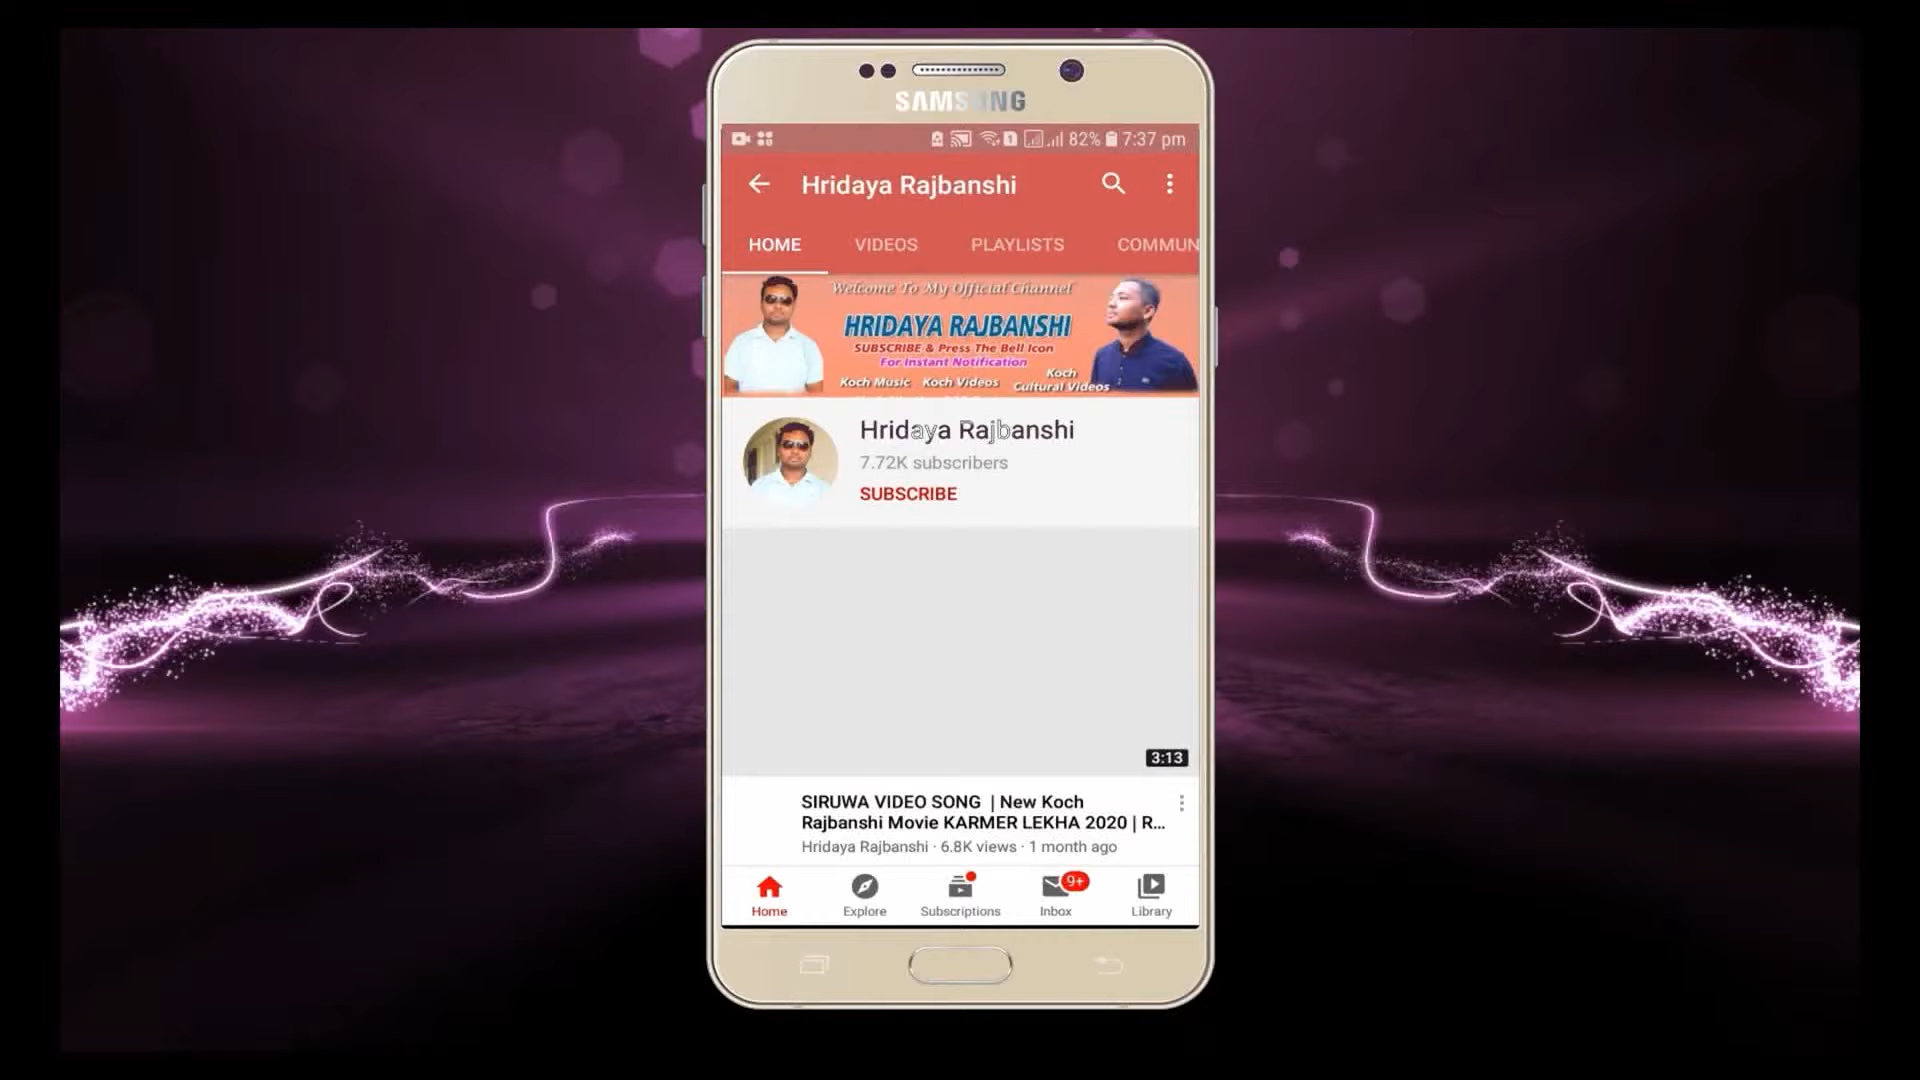 SAMSUNG
82% 7:37 pm
Hridaya Rajbanshi
HOME VIDEOS PLAYLISTS COMMUN
Welcome To My Official Channel
HRIDAYA RAJBANSHI
SUBSCRIBE & Press The Bell Icon
For Instant Notification
Koch Music Koch Videos Koch Cultural Videos
Hridaya Rajbanshi
7.72K subscribers
SUBSCRIBE
3:13
SIRUWA VIDEO SONG | New Koch
Rajbanshi Movie KARMER LEKHA 2020 | R...
Hridaya Rajbanshi · 6.8K views · 1 month ago
9+
Home Explore Subscriptions Inbox Library